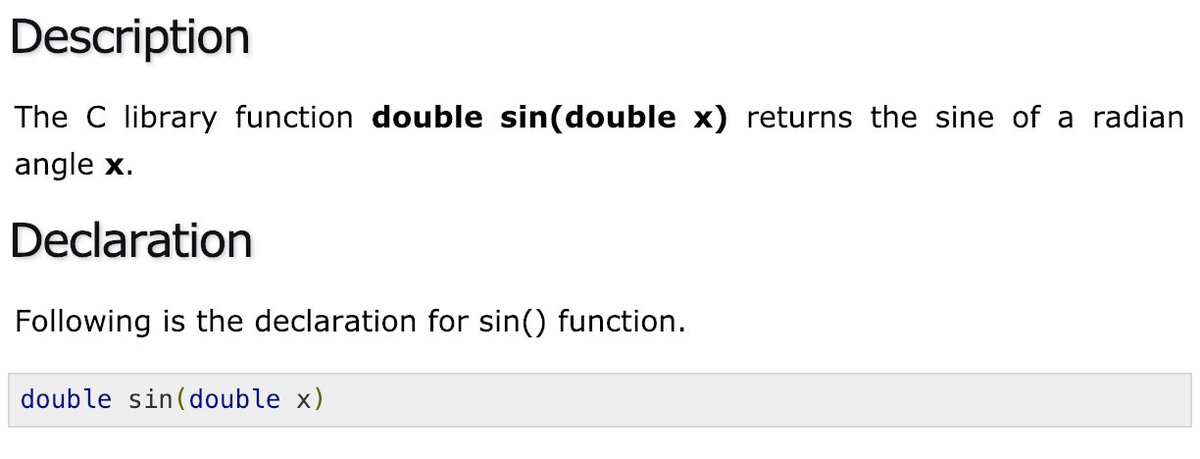 Description
The C library function double sin(double x) returns the sine of a radian
angle x.
Declaration
Following is the declaration for sin() function.
double sin(double x)